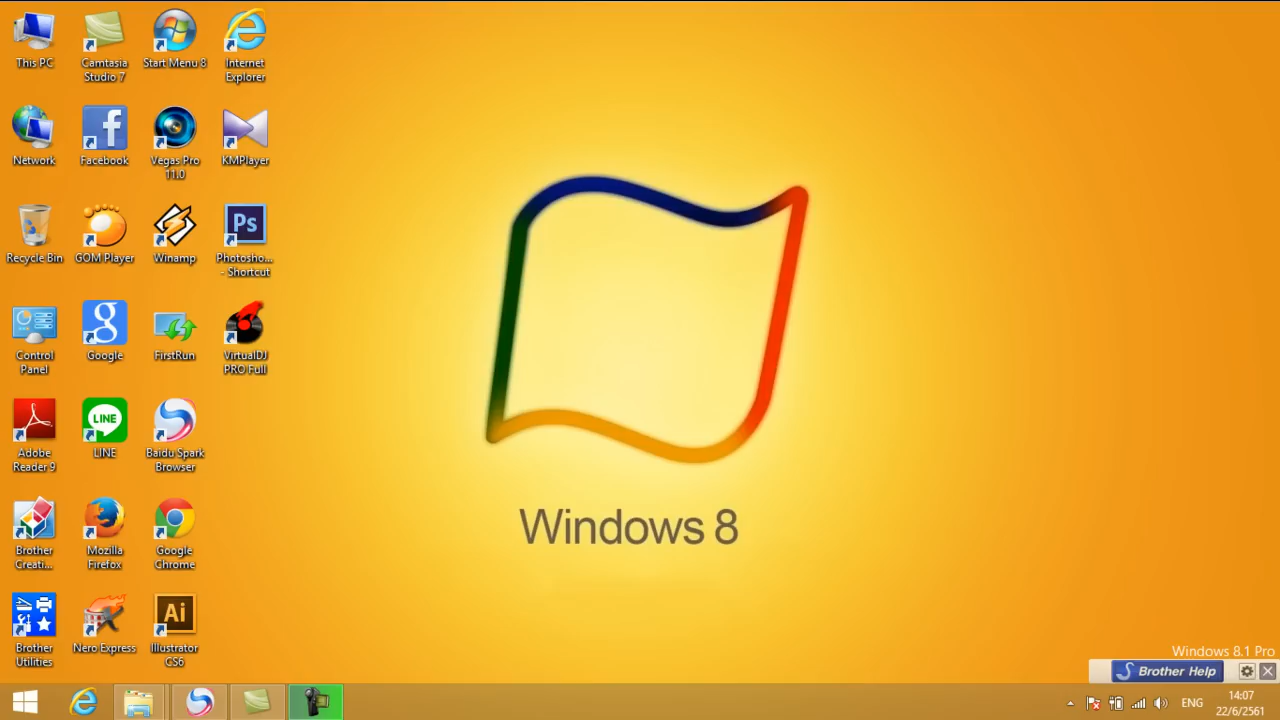 This PC
Camtasia
Studio 7
Start Menu 8
Internet
Explorer
Network
f
Facebook
Vegas Pro
11.0
KMPlayer
Recycle Bin
GOM Player
Winamp
Ps
Photosho...
- Shortcut
Control
Panel
g
Google
FirstRun
VirtualDJ
PRO Full
Adobe
Reader 9
LINE
LINE
Baidu Spark
Browser
Brother
Creati...
Mozilla
Firefox
Google
Chrome
Brother
Utilities
Nero Express
Ai
Illustrator
CS6
Windows 8
Windows 8.1 Pro
Brother Help
ENG
14:07
22/6/2561